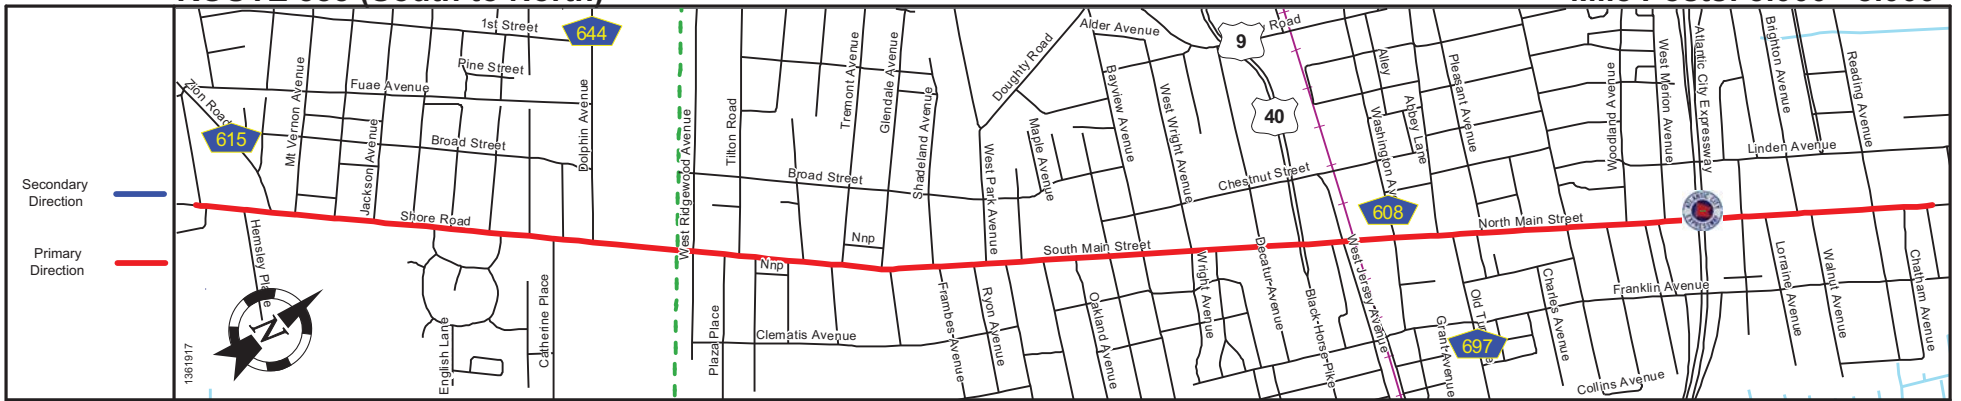 1st Street
644
Pine Street
Fuae Avenue
Zion Road
615
Mt Vernon Avenue
Broad Street
Jackson Avenue
Dolphin Avenue
Shore Road
Hemsley Place
N
1361917
English Lane
Catherine Place
West Ridgewood Avenue
Tilton Road
Tremont Avenue
Glendale Avenue
Shadeland Avenue
Broad Street
Nnp
Nnp
Plaza Place
Clematis Avenue
Doughty Road
Alder Avenue
Road
9
40
Bayview Avenue
West Wright Avenue
Maple Avenue
West Park Avenue
Chestnut Street
South Main Street
Frambes Avenue
Ryon Avenue
Oakland Avenue
Wright Avenue
Decatur Avenue
Black Horse Pike
West Jersey Avenue
Alley
Abbey Lane
Pleasant Avenue
608
North Main Street
Grant Avenue
697
Charles Avenue
Franklin Avenue
Collins Avenue
Woodland Avenue
West Merion Avenue
Atlantic City Expressway
Brighton Avenue
Reading Avenue
Linden Avenue
Lorraine Avenue
Walnut Avenue
Chatham Avenue
Secondary
Direction
Primary
Direction